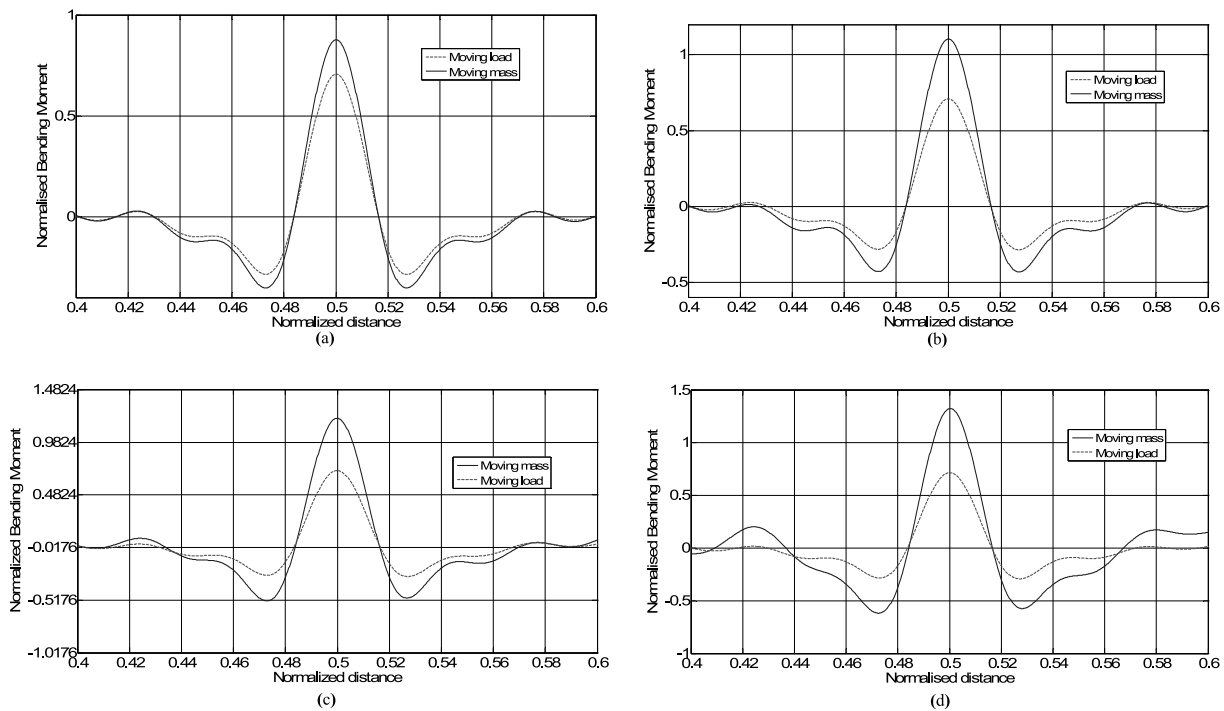 1
0.5
0
Normalised Bending Moment
Moving load
Moving mass
0.4 0.42 0.44 0.46 0.48 0.5 0.52 0.54 0.56 0.58 0.6
Normalized distance
(a)
1
0.5
0
-0.5
Normalised Bending Moment
Moving load
Moving mass
0.4 0.42 0.44 0.46 0.48 0.5 0.52 0.54 0.56 0.58 0.6
Normalized distance
(b)
1.4824
0.9824
0.4824
-0.0176
-0.5176
-1.0176
Normalized Bending Moment
Moving mass
Moving load
0.4 0.42 0.44 0.46 0.48 0.5 0.52 0.54 0.56 0.58 0.6
Normalized distance
(c)
1.5
1
0.5
0
-0.5
-1
Normalised Bending Moment
Moving mass
Moving load
0.4 0.42 0.44 0.46 0.48 0.5 0.52 0.54 0.56 0.58 0.6
Normalised distance
(d)